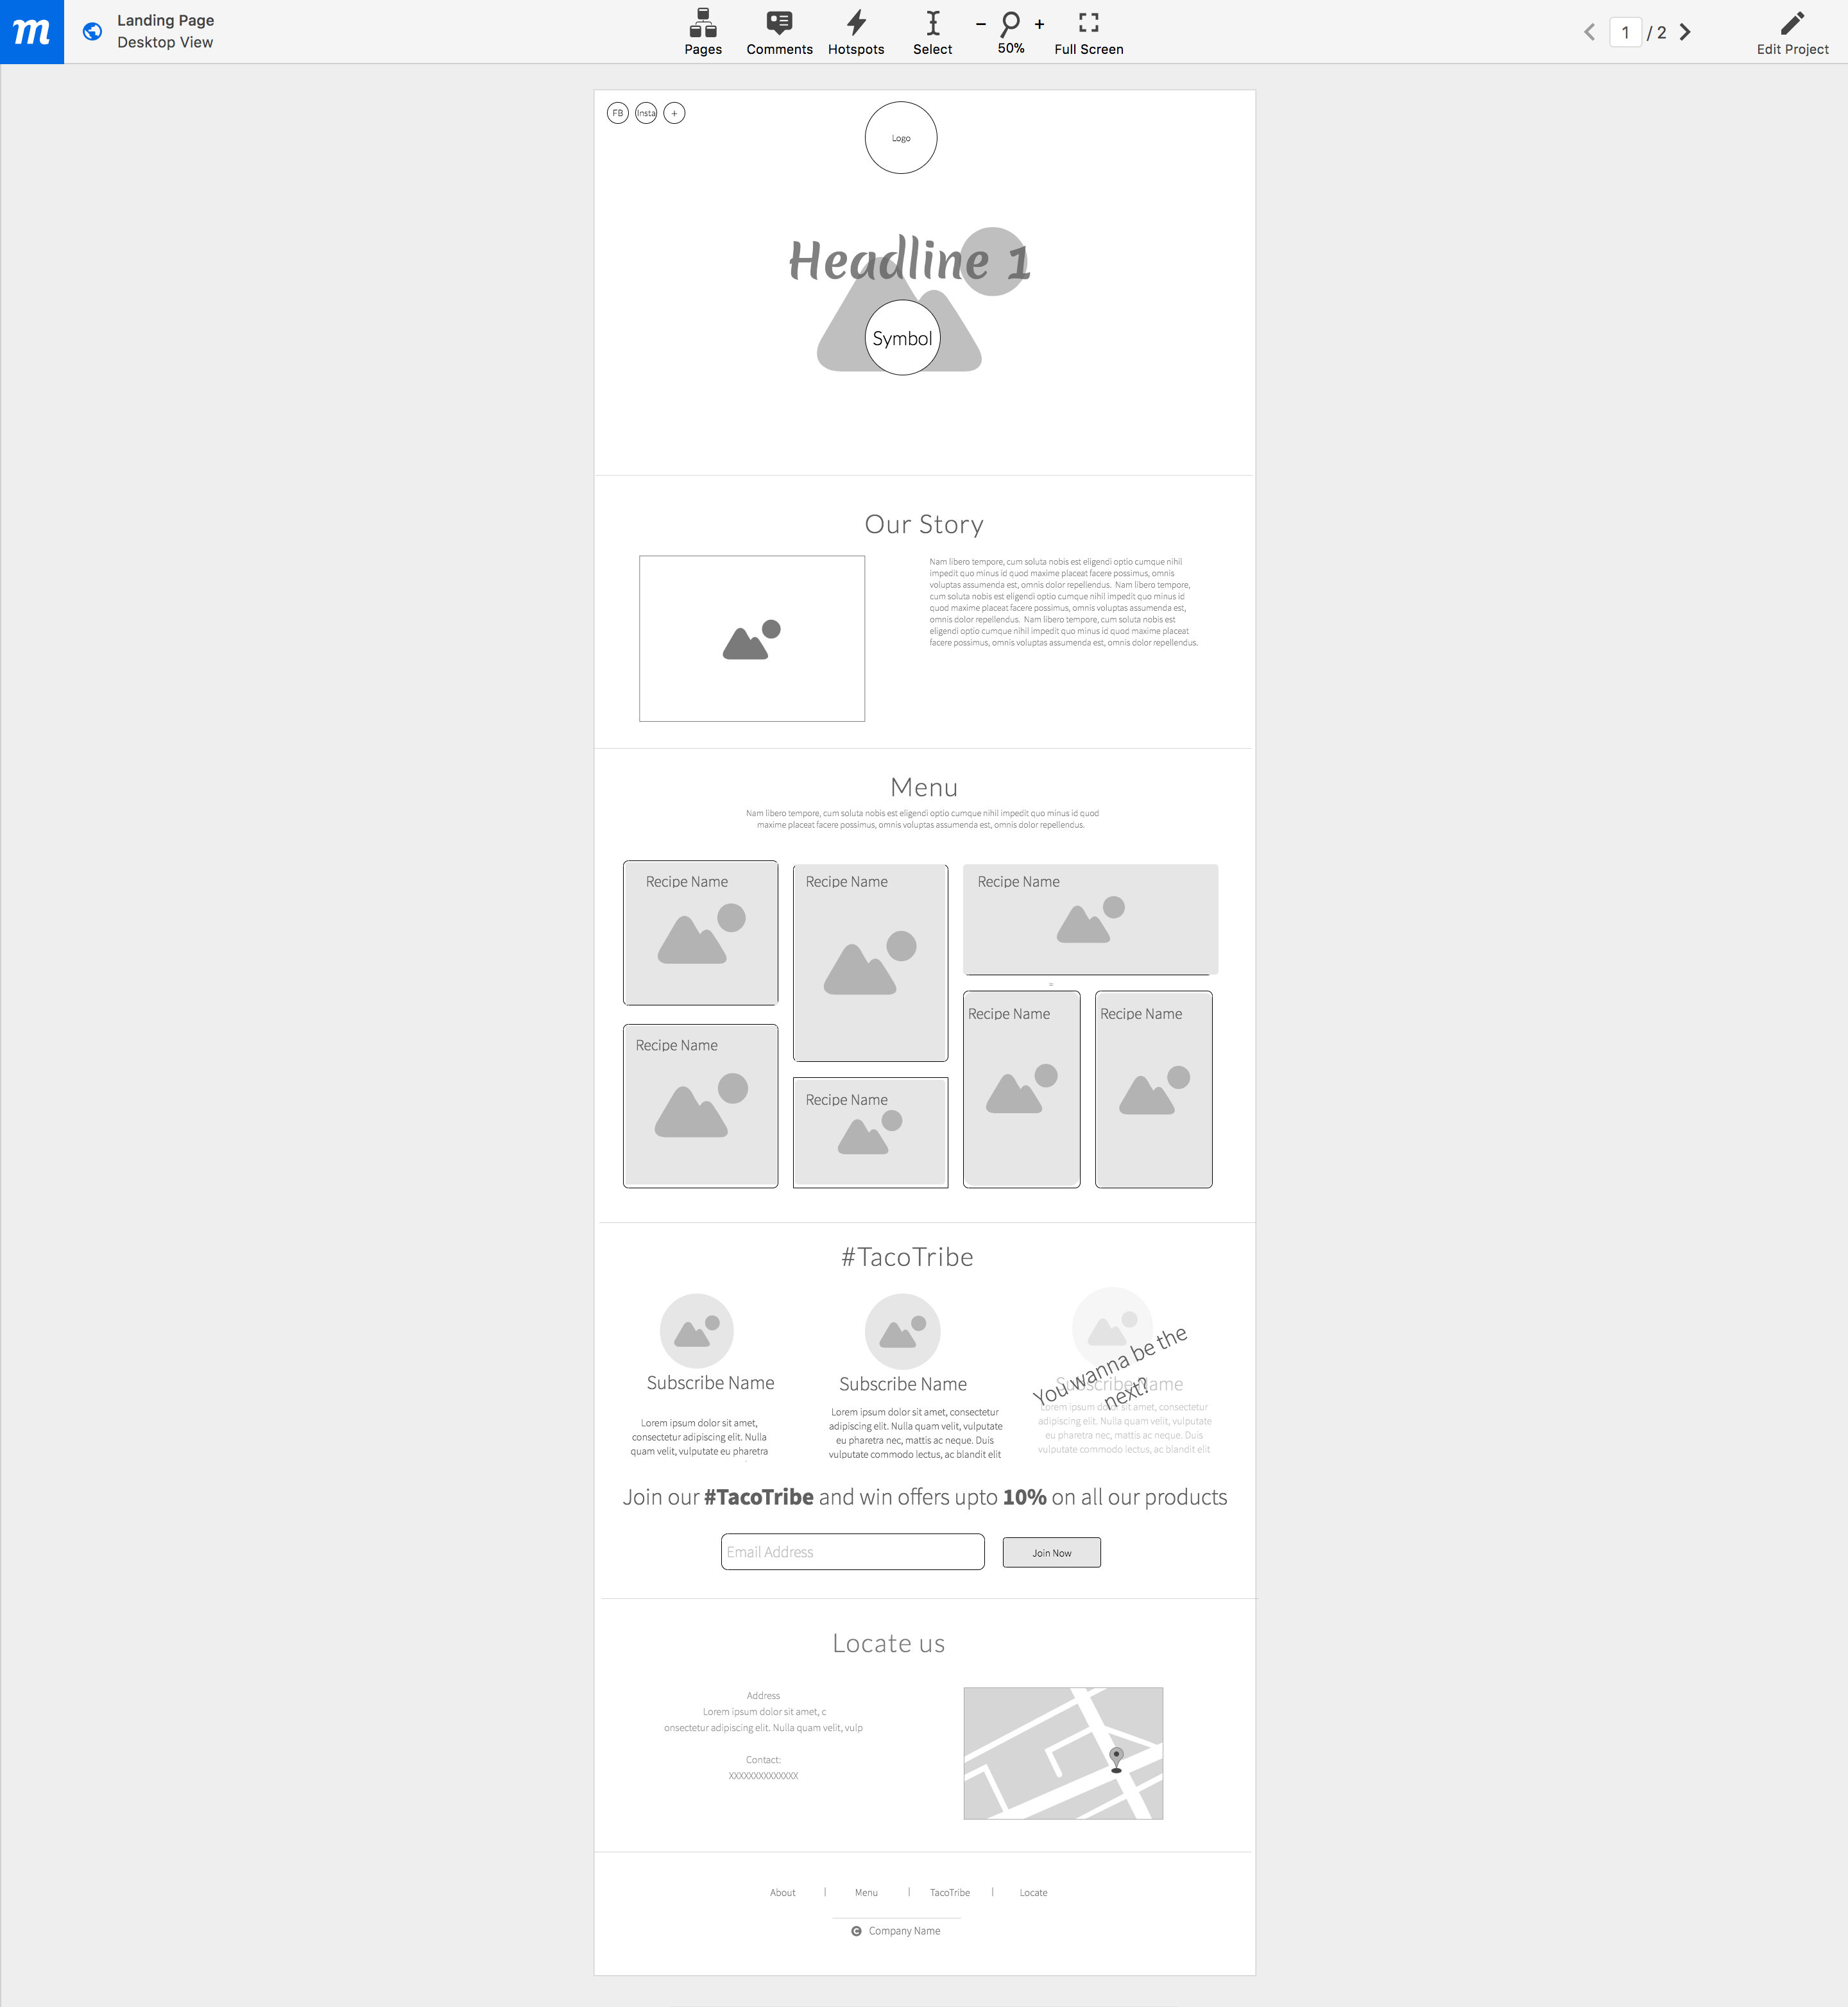 m
Landing Page
Desktop View
Pages
Comments
Hotspots
Select
- +
50%
Full Screen
1 / 2
Edit Project
FB Insta +
Logo
Headline 1
Symbol
Our Story
Nam libero tempore, cum soluta nobis est eligendi optio cumque nihil
impedit quo minus id quod maxime placeat facere possimus, omnis
voluptas assumenda est, omnis dolor repellendus. Nam libero tempore,
cum soluta nobis est eligendi optio cumque nihil impedit quo minus id
quod maxime placeat facere possimus, omnis voluptas assumenda est,
omnis dolor repellendus. Nam libero tempore, cum soluta nobis est
eligendi optio cumque nihil impedit quo minus id quod maxime placeat
facere possimus, omnis voluptas assumenda est, omnis dolor repellendus.
Menu
Nam libero tempore, cum soluta nobis est eligendi optio cumque nihil impedit quo minus id quod
maxime placeat facere possimus, omnis voluptas assumenda est, omnis dolor repellendus.
Recipe Name
Recipe Name
Recipe Name
Recipe Name
Recipe Name
Recipe Name
Recipe Name
#TacoTribe
Subscribe Name
Lorem ipsum dolor sit amet,
consectetur adipiscing elit. Nulla
quam velit, vulputate eu pharetra
Subscribe Name
Lorem ipsum dolor sit amet, consectetur
adipiscing elit. Nulla quam velit, vulputate
eu pharetra nec, mattis ac neque. Duis
vulputate commodo lectus, ac blandit elit
You wanna be the
next?
Subscribe Name
Lorem ipsum dolor sit amet, consectetur
adipiscing elit. Nulla quam velit, vulputate
eu pharetra nec, mattis ac neque. Duis
vulputate commodo lectus, ac blandit elit
Join our #TacoTribe and win offers upto 10% on all our products
Email Address
Join Now
Locate us
Address
Lorem ipsum dolor sit amet, c
onsectetur adipiscing elit. Nulla quam velit, vulp
Contact:
XXXXXXXXXXXXXX
About | Menu | TacoTribe | Locate
© Company Name